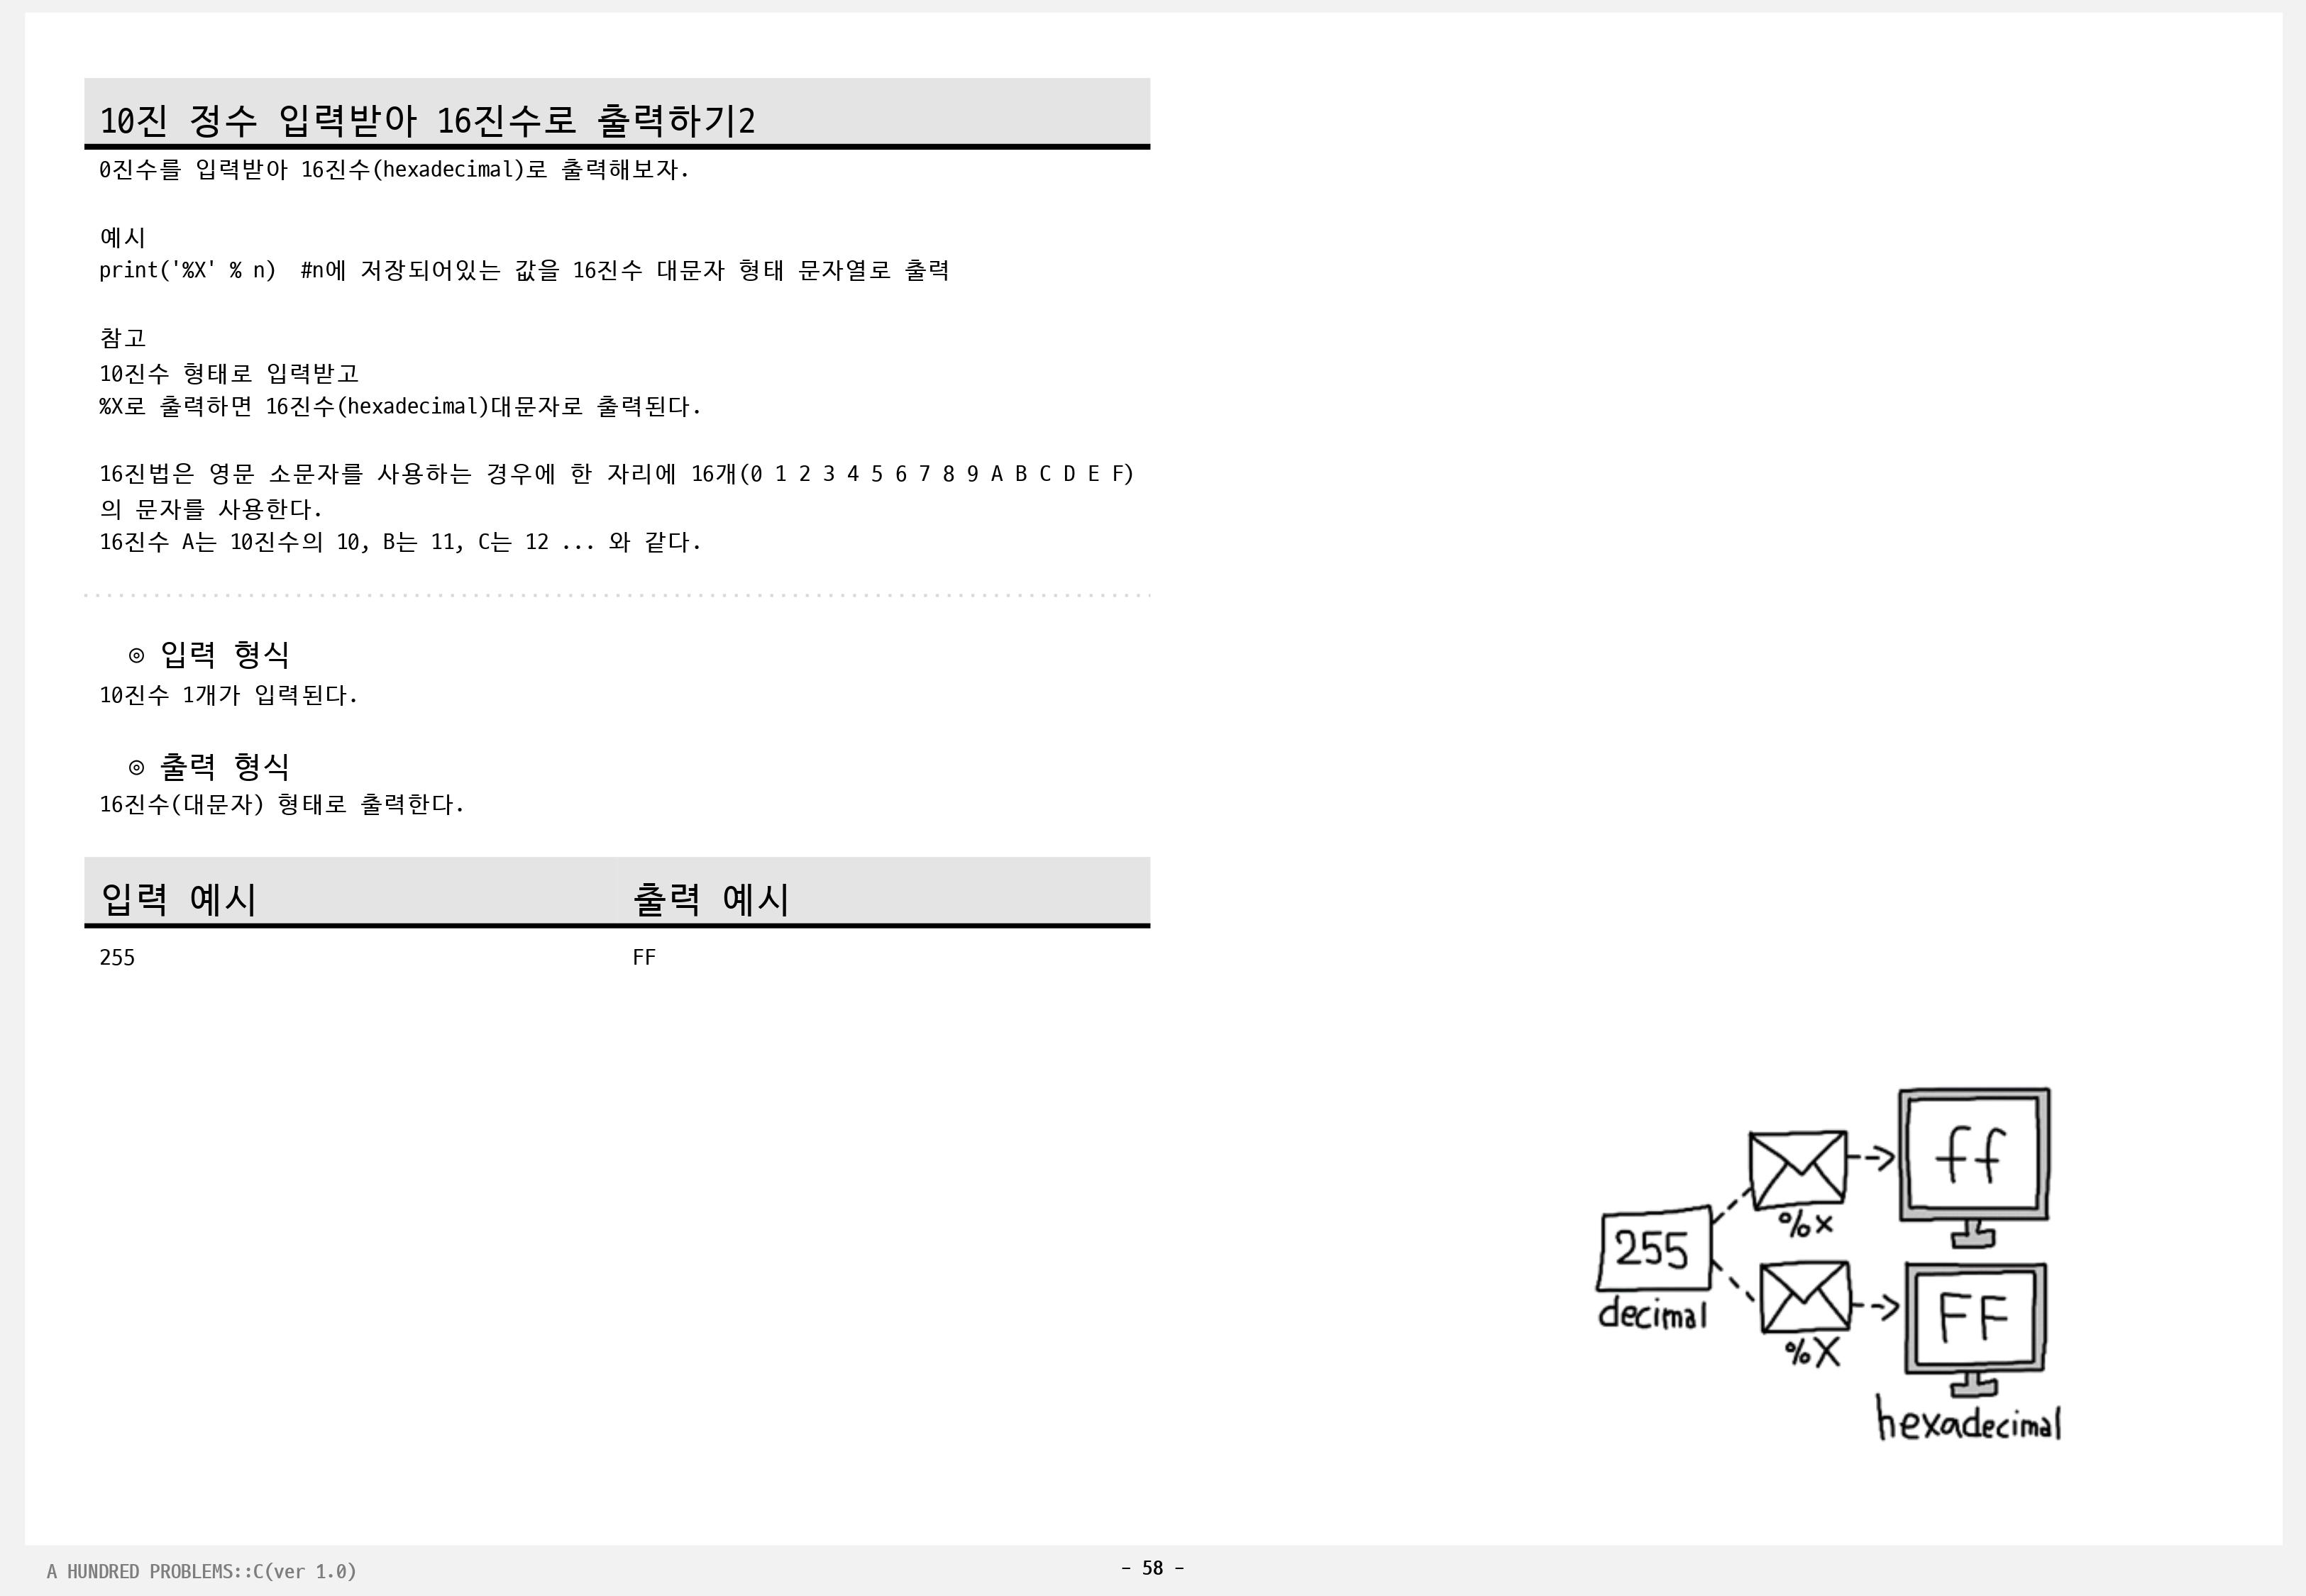 10진 정수 입력받아 16진수로 출력하기2
0진수를 입력받아 16진수(hexadecimal)로 출력해보자.
예시
print('%X' % n)  #n에 저장되어있는 값을 16진수 대문자 형태 문자열로 출력
참고
10진수 형태로 입력받고
%X로 출력하면 16진수(hexadecimal)대문자로 출력된다.
16진법은 영문 소문자를 사용하는 경우에 한 자리에 16개(0 1 2 3 4 5 6 7 8 9 A B C D E F)
의 문자를 사용한다.
16진수 A는 10진수의 10, B는 11, C는 12 ... 와 같다.
◎ 입력 형식
10진수 1개가 입력된다.
◎ 출력 형식
16진수(대문자) 형태로 출력한다.
입력 예시 출력 예시
255 FF
ff
%x
255
decimal
FF
%X
hexadecimal
A HUNDRED PROBLEMS::C(ver 1.0)
- 58 -